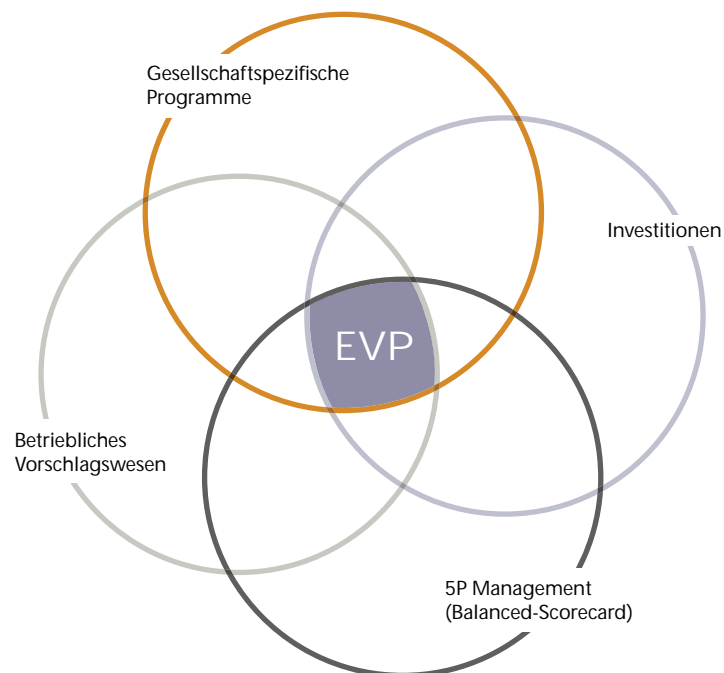 Gesellschaftspezifische
Programme
Investitionen
EVP
Betriebliches
Vorschlagswesen
5P Management
(Balanced-Scorecard)